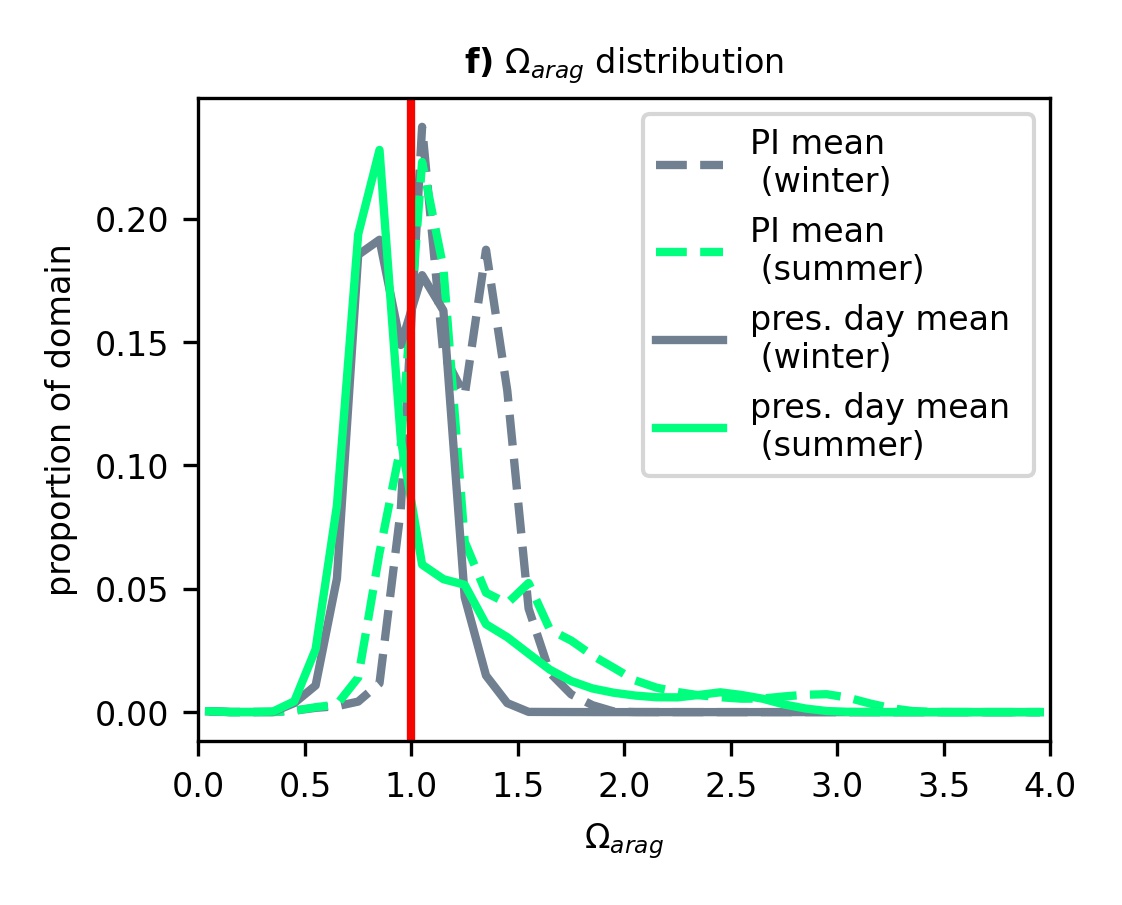 f) Ωarag distribution
PI mean
(winter)
PI mean
(summer)
pres. day mean
(winter)
pres. day mean
(summer)
0.20
0.15
0.10
0.05
0.00
proportion of domain
0.0 0.5 1.0 1.5 2.0 2.5 3.0 3.5 4.0
Ωarag